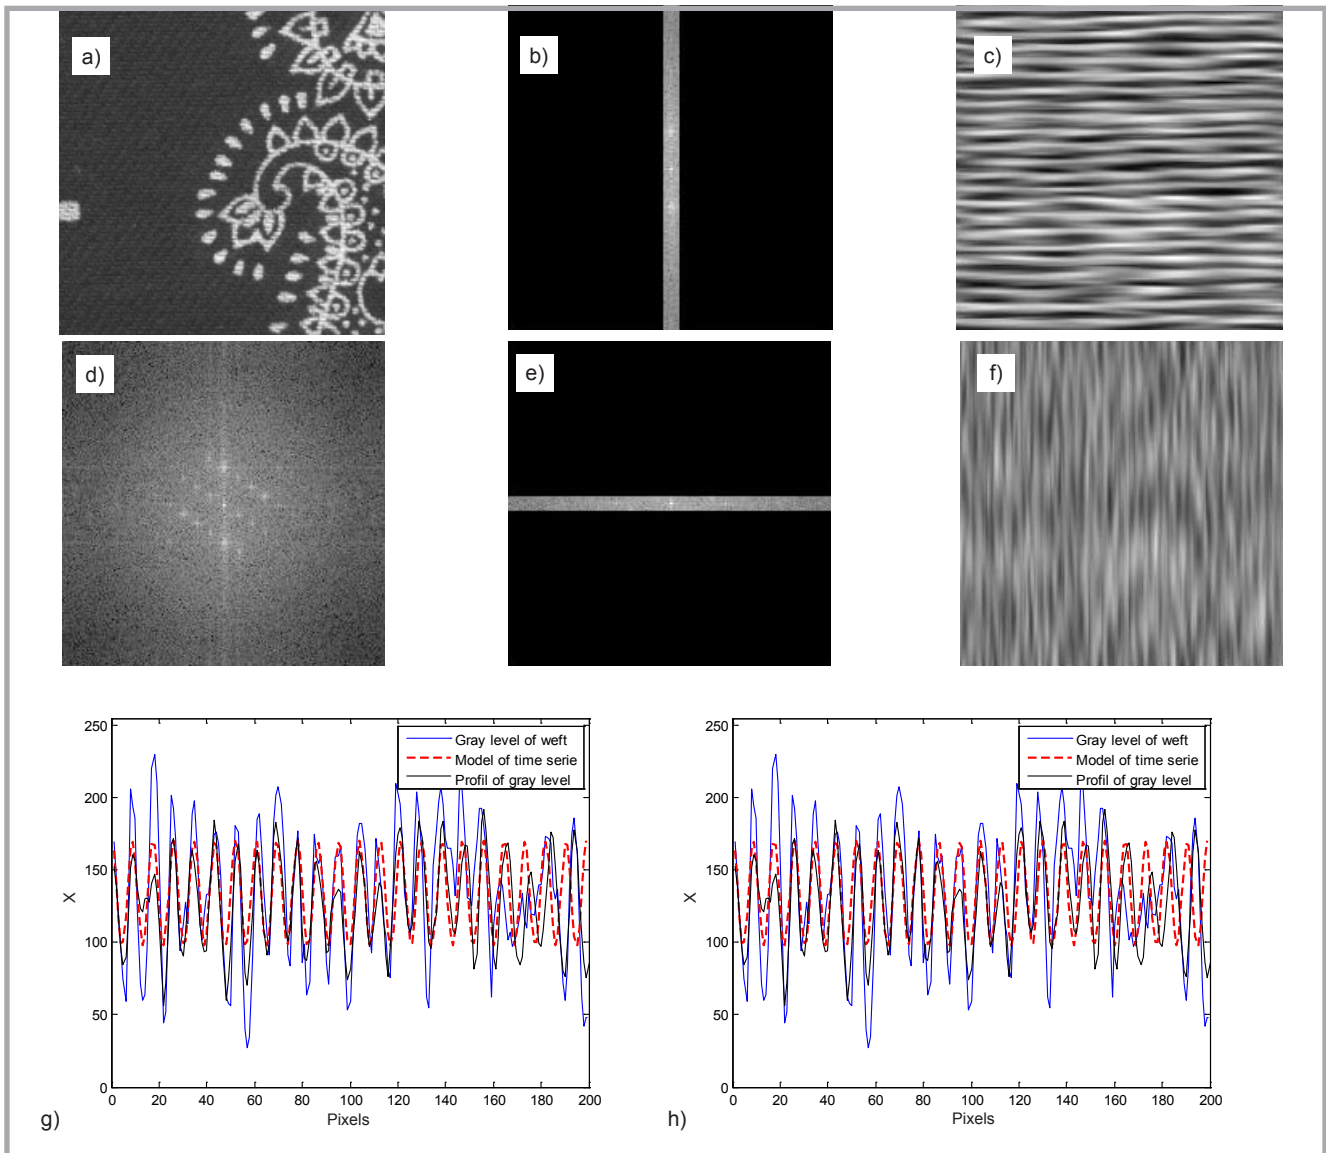 a)
b)
c)
d)
e)
f)
250
200
150
100
50
0
X
Gray level of weft
Model of time serie
Profil of gray level
0 20 40 60 80 100 120 140 160 180 200
Pixels
g)
250
200
150
100
50
0
X
Gray level of weft
Model of time serie
Profil of gray level
0 20 40 60 80 100 120 140 160 180 200
Pixels
h)